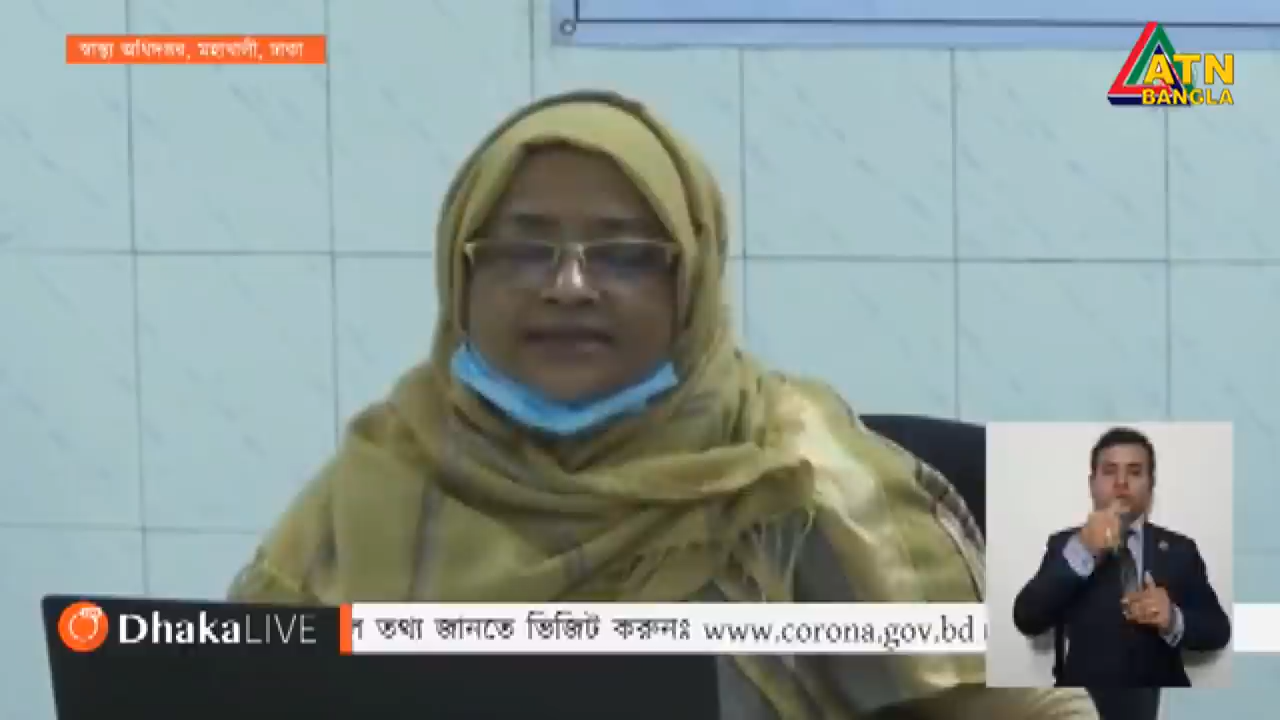 স্বাস্থ্য অধিদপ্তর, মহাখালী, ঢাকা
ATN
BANGLA
DhakaLIVE
তথ্য জানতে ভিজিট করুনঃ www.corona.gov.bd